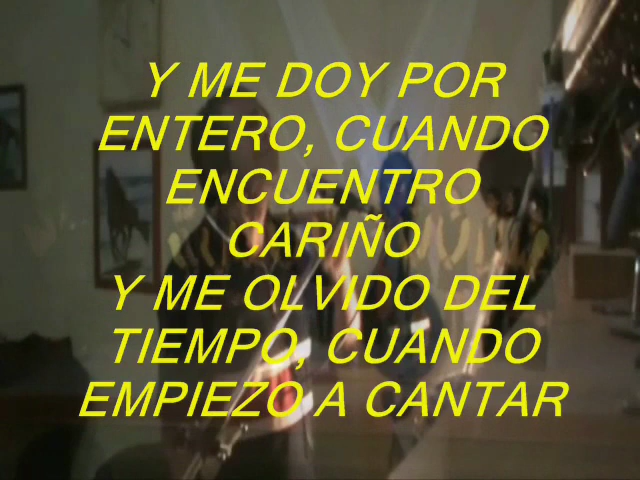 Y ME DOY POR
ENTERO, CUANDO
ENCUENTRO
CARIÑO
Y ME OLVIDO DEL
TIEMPO, CUANDO
EMPIEZO A CANTAR